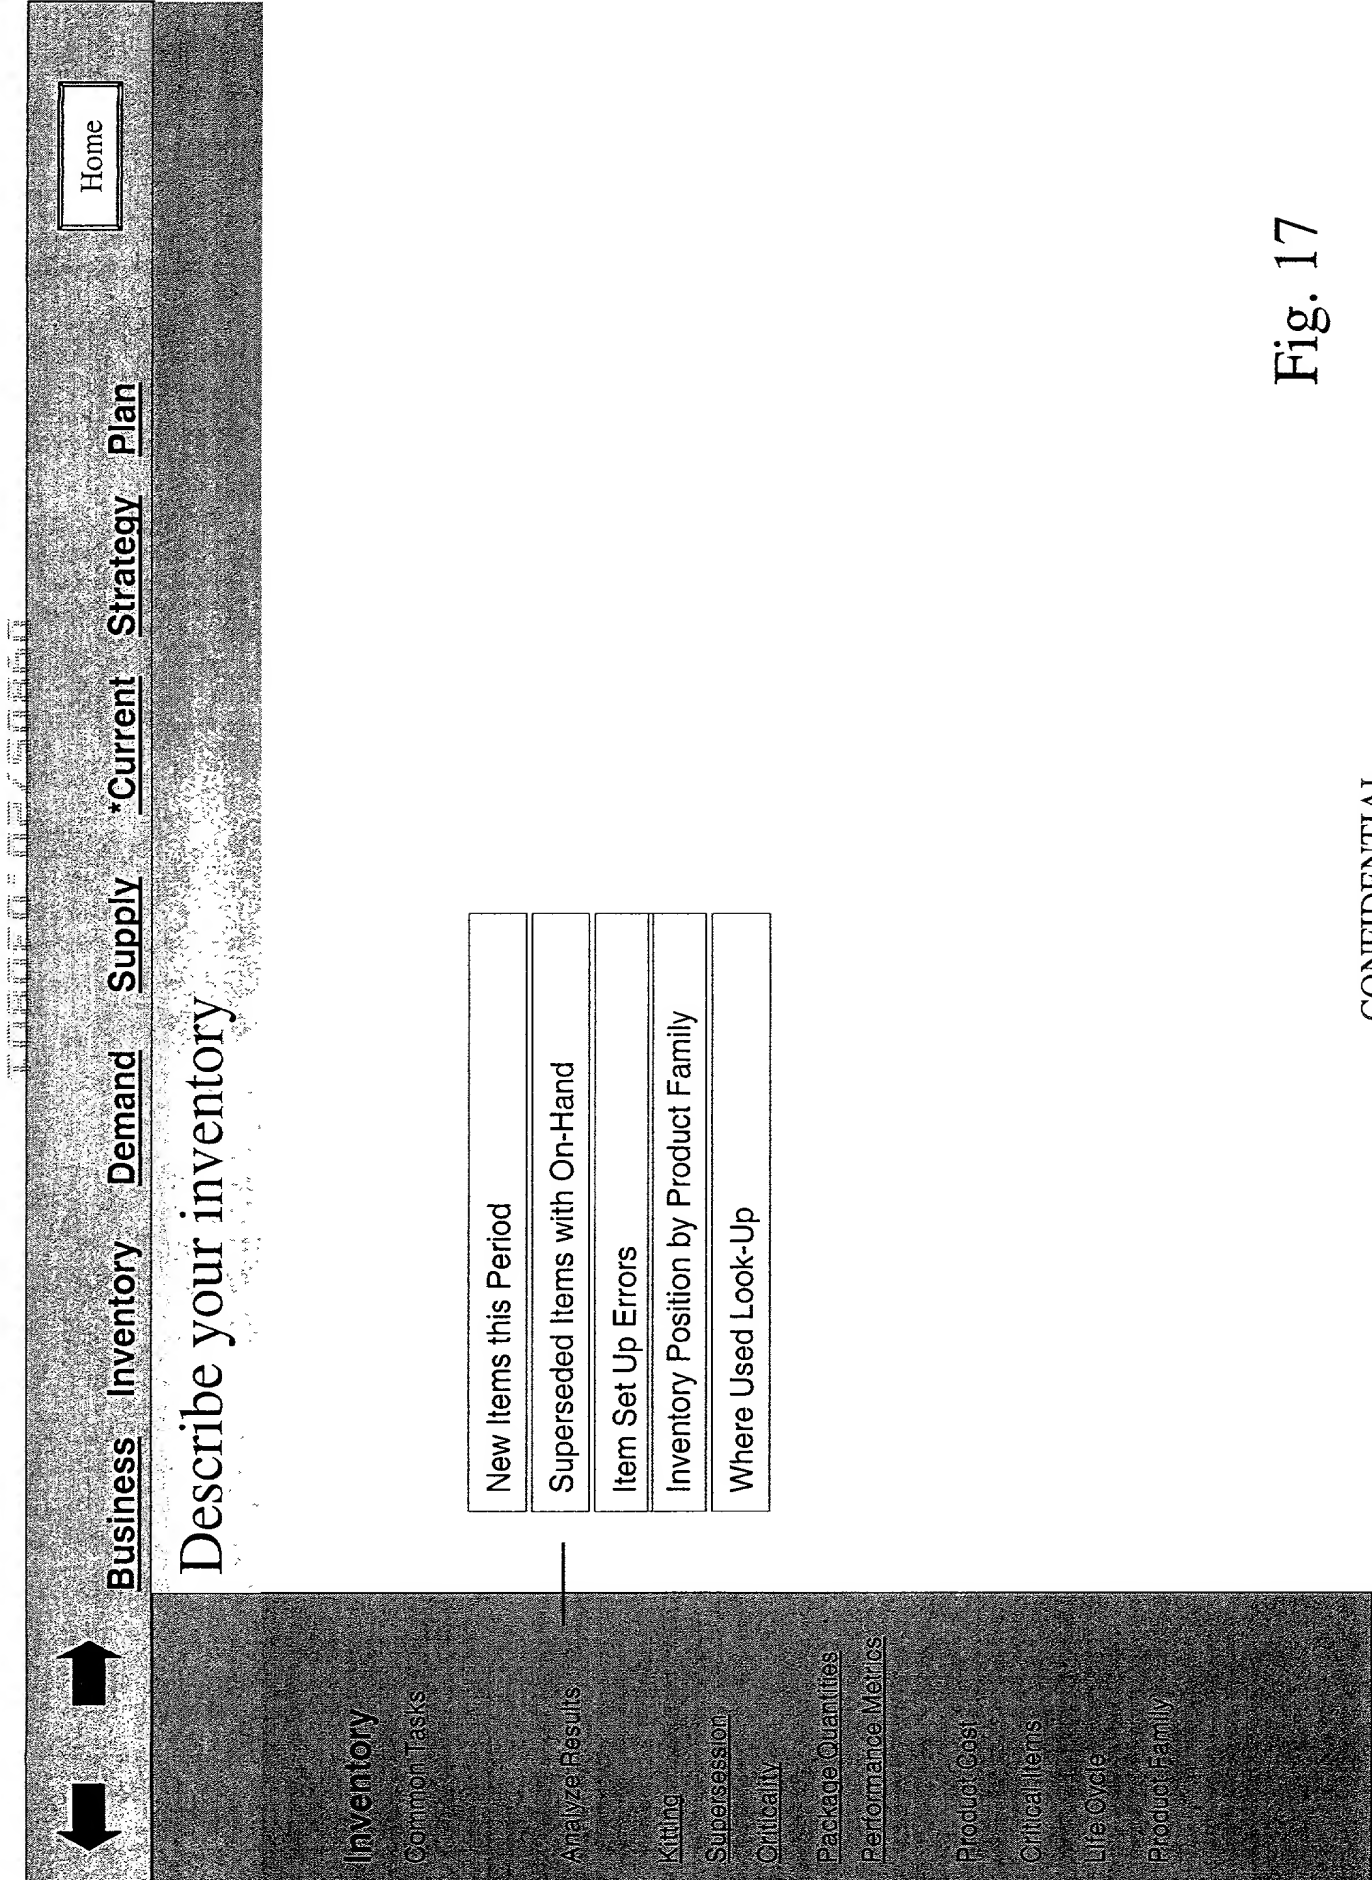 Home
Business Inventory Demand Supply *Current Strategy Plan
Describe your inventory
Inventory
Common Tasks
Analyze Results
Kitting
Supersession
Criticality
Package Quantities
Performance Metrics
Product Cost
Critical Items
Life Cycle
Product Family
New Items this Period
Superseded Items with On-Hand
Item Set Up Errors
Inventory Position by Product Family
Where Used Look-Up
Fig. 17
CONFIDENTIAL